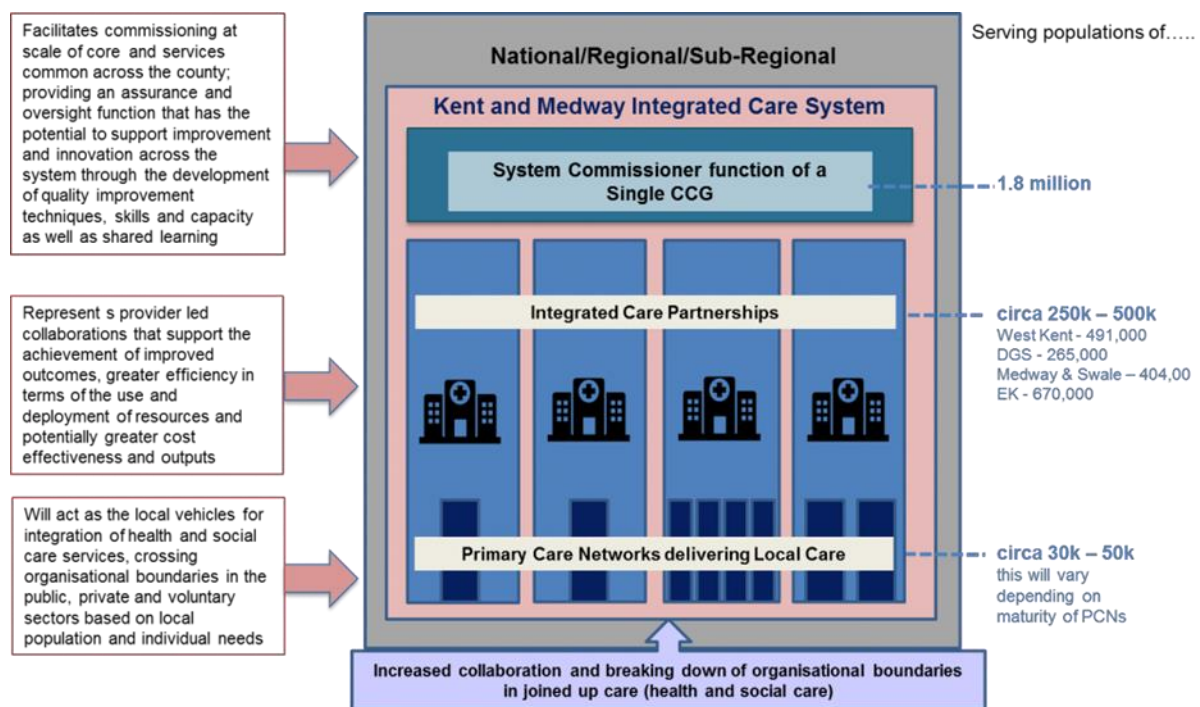 Facilitates commissioning at
scale of core and services
common across the county;
providing an assurance and
oversight function that has the
potential to support improvement
and innovation across the
system through the development
of quality improvement
techniques, skills and capacity
as well as shared learning
Represent s provider led
collaborations that support the
achievement of improved
outcomes, greater efficiency in
terms of the use and
deployment of resources and
potentially greater cost
effectiveness and outputs
Will act as the local vehicles for
integration of health and social
care services, crossing
organisational boundaries in the
public, private and voluntary
sectors based on local
population and individual needs
National/Regional/Sub-Regional
Kent and Medway Integrated Care System
System Commissioner function of a
Single CCG
Integrated Care Partnerships
Primary Care Networks delivering Local Care
Increased collaboration and breaking down of organisational boundaries
in joined up care (health and social care)
Serving populations of…..
1.8 million
circa 250k – 500k
West Kent - 491,000
DGS - 265,000
Medway & Swale – 404,00
EK - 670,000
circa 30k – 50k
this will vary
depending on
maturity of PCNs